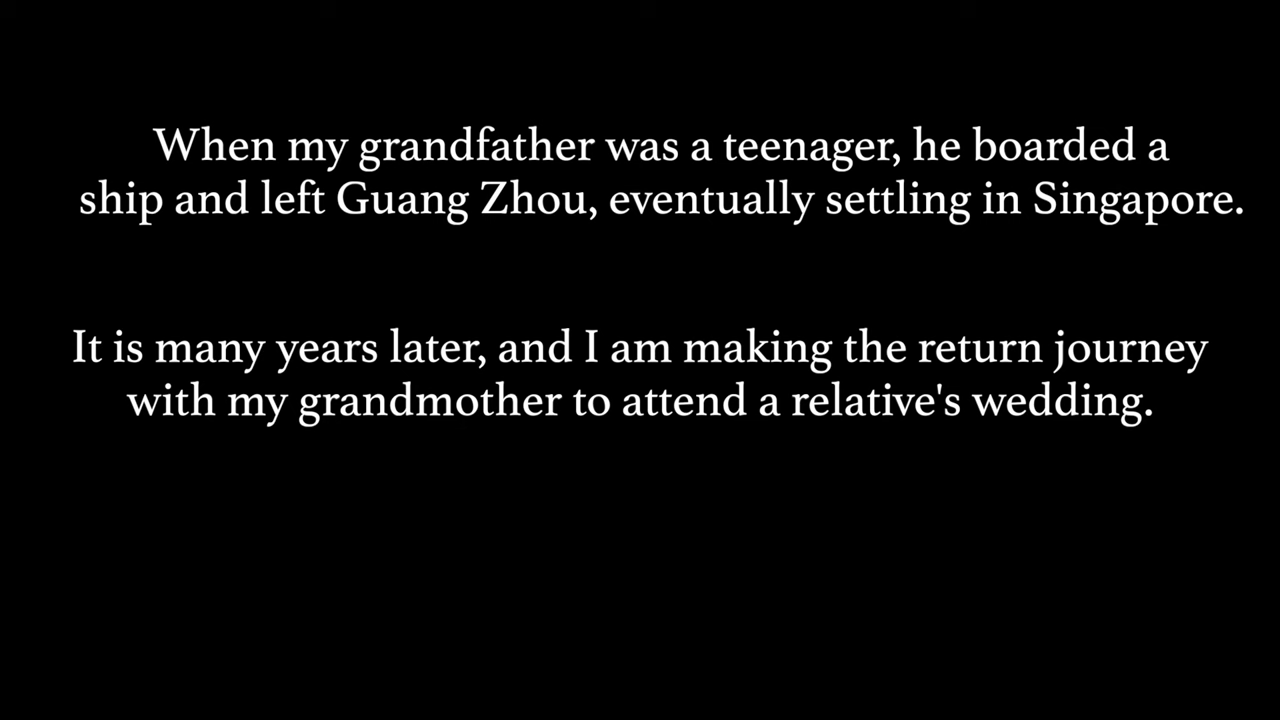 When my grandfather was a teenager, he boarded a
ship and left Guang Zhou, eventually settling in Singapore.
It is many years later, and I am making the return journey
with my grandmother to attend a relative's wedding.